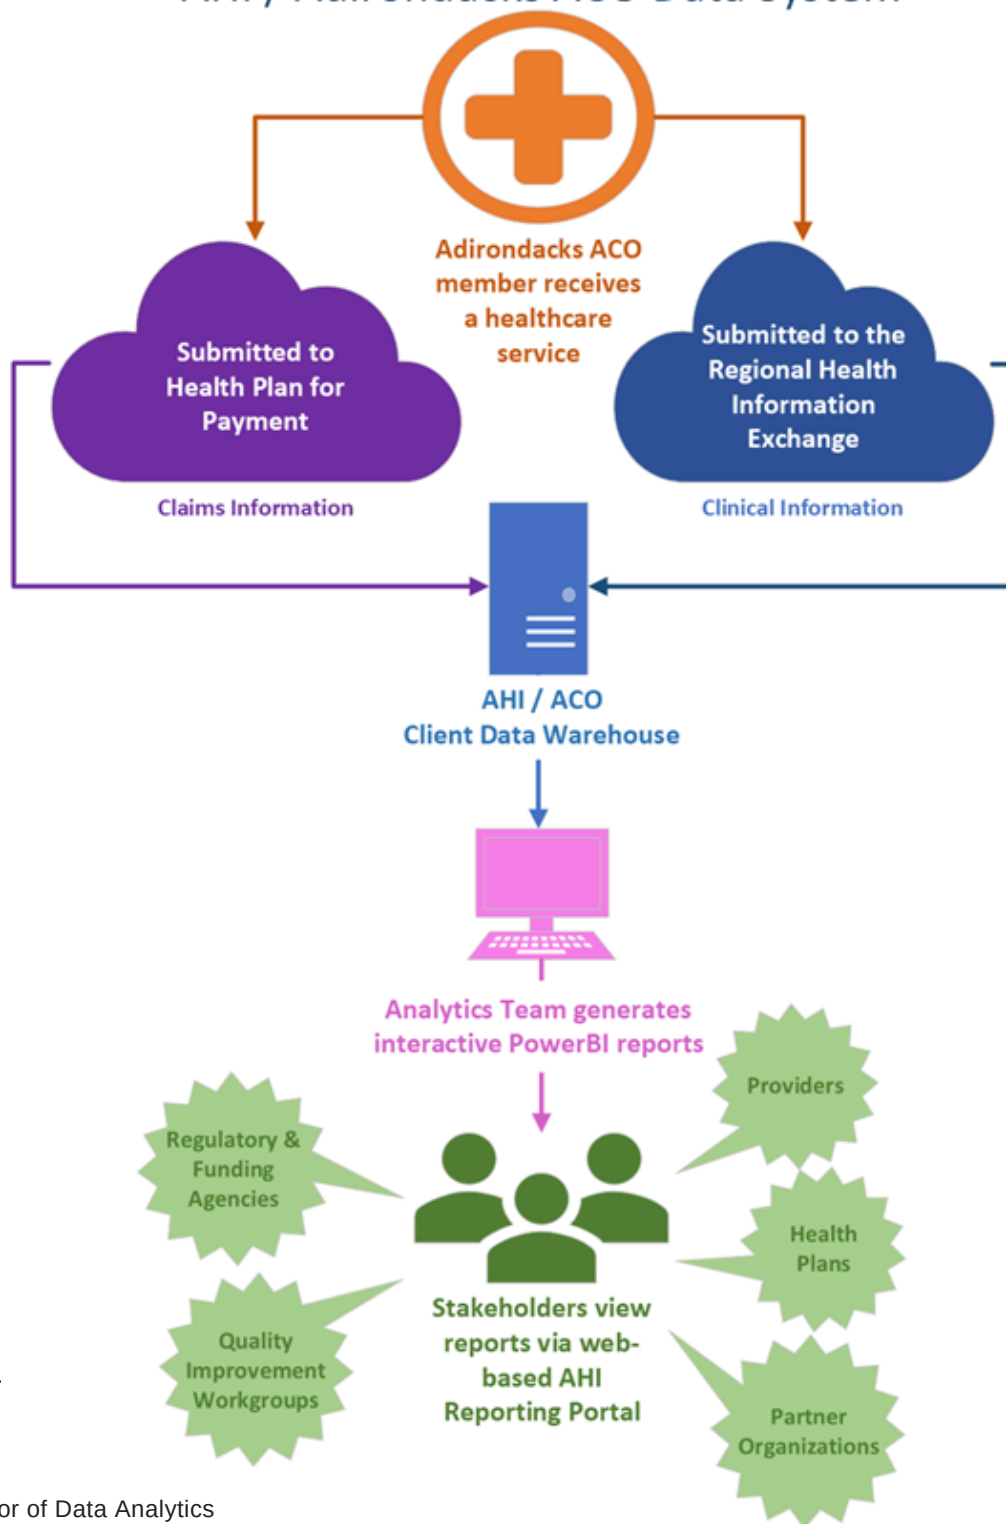 Adirondacks ACO
member receives
a healthcare
service
Submitted to
Health Plan for
Payment
Claims Information
Submitted to the
Regional Health
Information
Exchange
Clinical Information
AHI / ACO
Client Data Warehouse
Analytics Team generates
interactive PowerBI reports
Regulatory &
Funding
Agencies
Providers
Health
Plans
Quality
Improvement
Workgroups
Stakeholders view
reports via web-
based AHI
Reporting Portal
Partner
Organizations
of Data Analytics